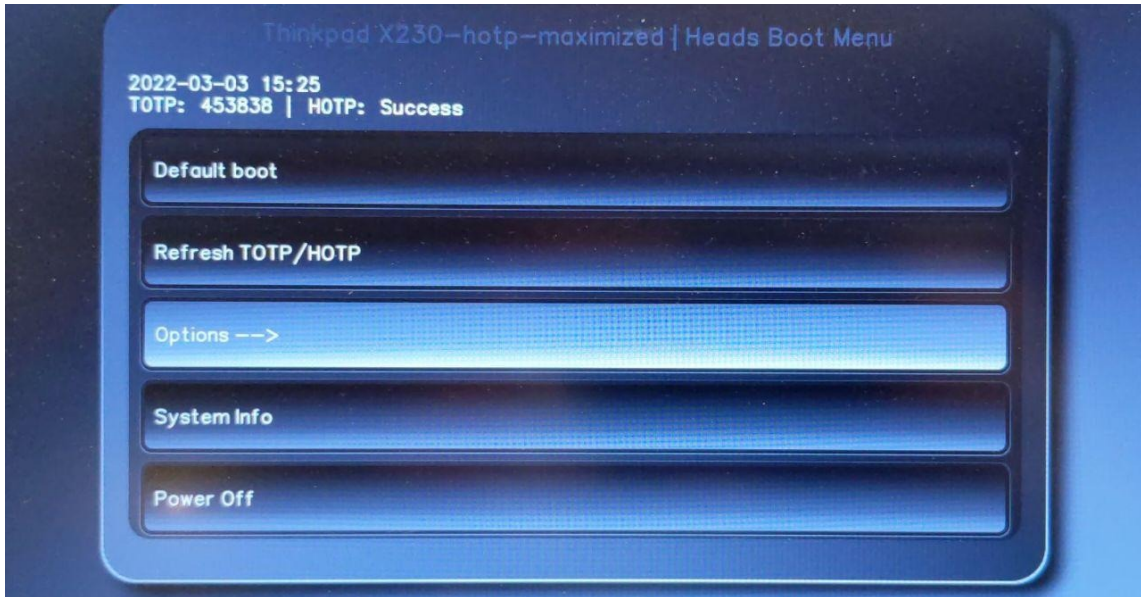 Thinkpad X230-hotp-maximized | Heads Boot Menu
2022-03-03 15:25
TOTP: 453838 | HOTP: Success
Default boot
Refresh TOTP/HOTP
Options -->
System Info
Power Off